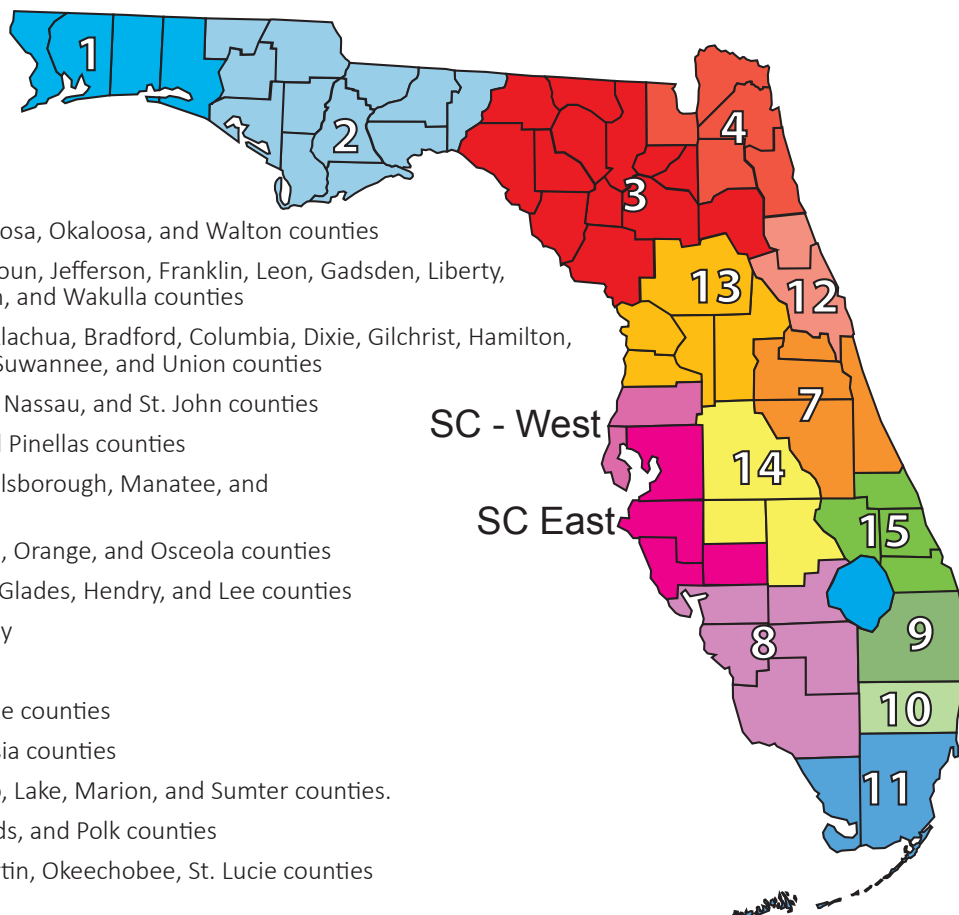 1
2
4
3
osa, Okaloosa, and Walton counties
oun, Jefferson, Franklin, Leon, Gadsden, Liberty,
, and Wakulla counties
lachua, Bradford, Columbia, Dixie, Gilchrist, Hamilton,
Suwannee, and Union counties
13
12
Nassau, and St. John counties
7
SC - West
Pinellas counties
14
lsborough, Manatee, and
SC East
15
, Orange, and Osceola counties
Glades, Hendry, and Lee counties
y
9
8
e counties
10
sia counties
, Lake, Marion, and Sumter counties.
11
ds, and Polk counties
tin, Okeechobee, St. Lucie counties